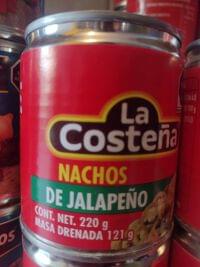 La
Costeña
NACHOS
DE JALAPEÑO
CONT. NET. 220 g
MASA DRENADA 121 g